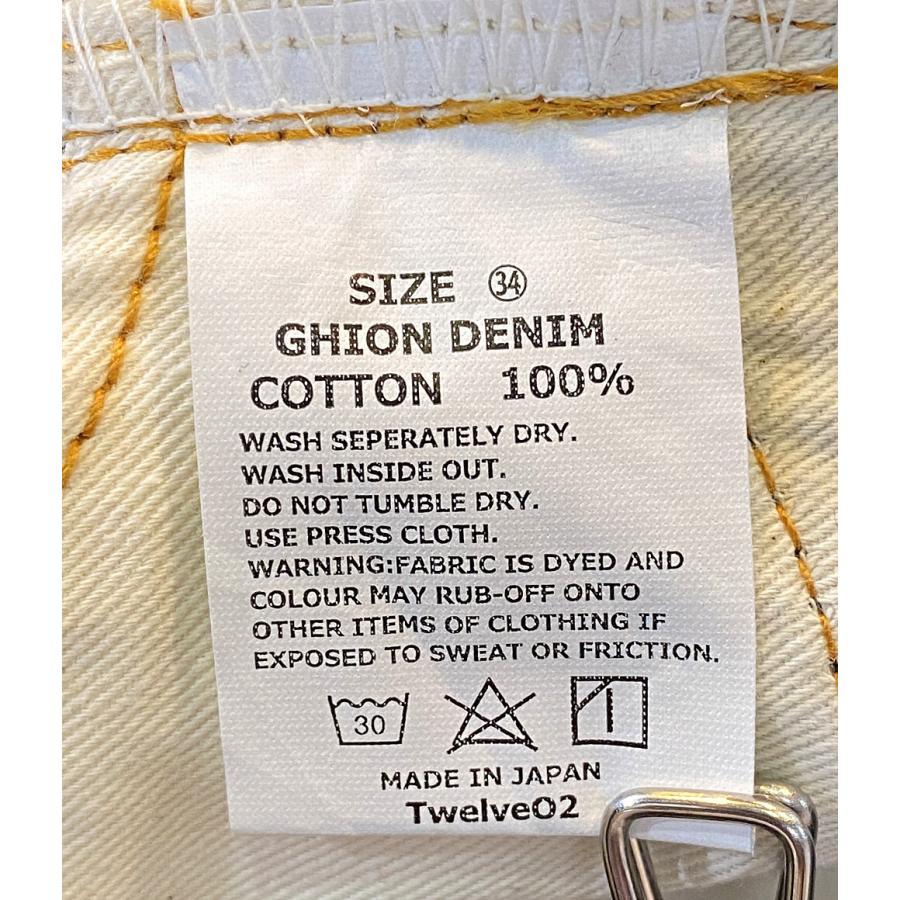 SIZE ㉞
GHION DENIM
COTTON 100%
WASH SEPERATELY DRY.
WASH INSIDE OUT.
DO NOT TUMBLE DRY.
USE PRESS CLOTH.
WARNING:FABRIC IS DYED AND
COLOUR MAY RUB-OFF ONTO
OTHER ITEMS OF CLOTHING IF
EXPOSED TO SWEAT OR FRICTION.
30
MADE IN JAPAN
TwelveO2